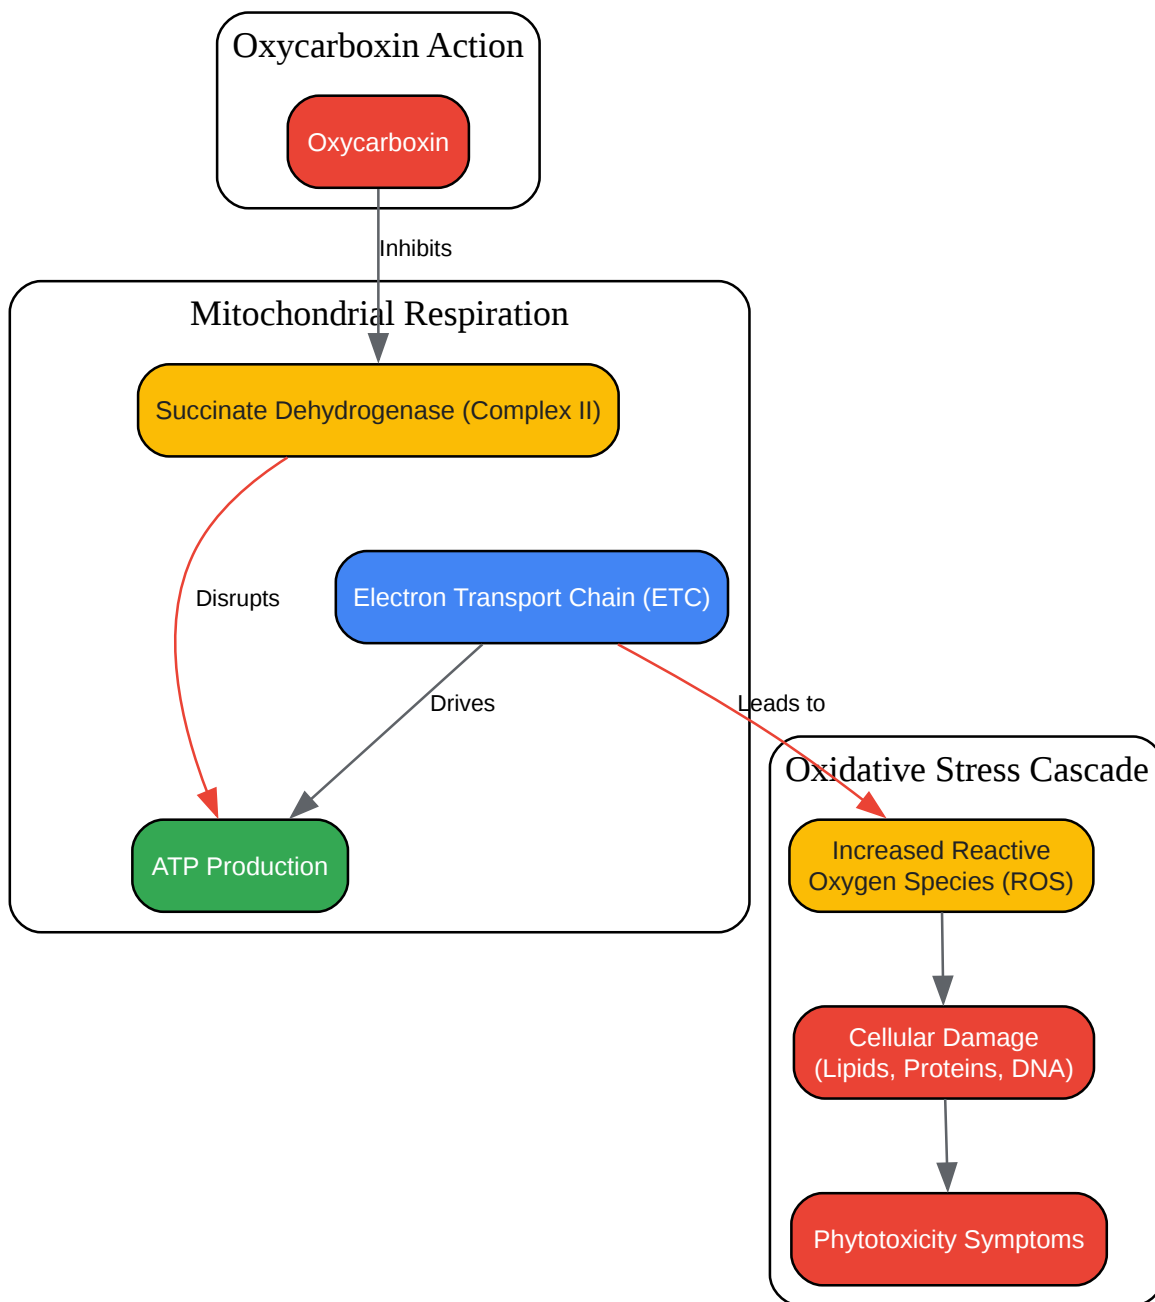 Oxycarboxin Action
Oxycarboxin
Inhibits
Mitochondrial Respiration
Succinate Dehydrogenase (Complex II)
Disrupts
Electron Transport Chain (ETC)
Drives
Leads to
Oxidative Stress Cascade
ATP Production
Increased Reactive
Oxygen Species (ROS)
Cellular Damage
(Lipids, Proteins, DNA)
Phytotoxicity Symptoms